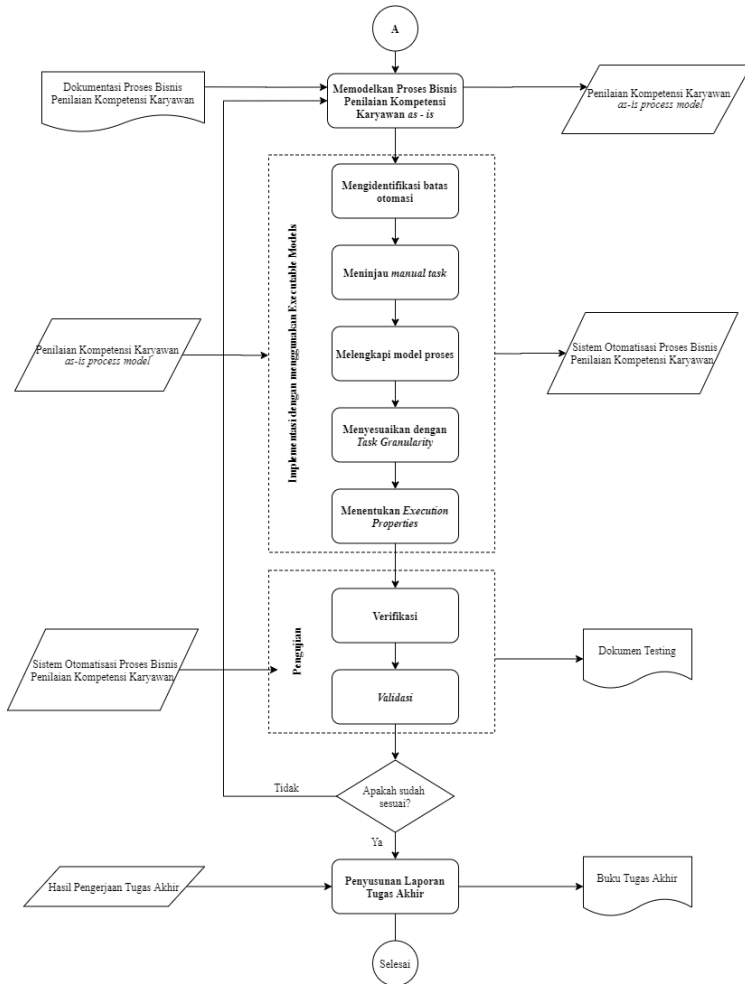 A
Dokumentasi Proses Bisnis
Penilaian Kompetensi Karyawan
Memodelkan Proses Bisnis
Penilaian Kompetensi
Karyawan as - is
Penilaian Kompetensi Karyawan
as-is process model
Implementasi dengan menggunakan Executable Models
Mengidentifikasi batas
otomasi
Meninjau manual task
Penilaian Kompetensi Karyawan
as-is process model
Melengkapi model proses
Sistem Otomatisasi Proses Bisnis
Penilaian Kompetensi Karyawan
Menyesuaikan dengan
Task Granularity
Menentukan Execution
Properties
Pengujian
Verifikasi
Sistem Otomatisasi Proses Bisnis
Penilaian Kompetensi Karyawan
Dokumen Testing
Validasi
Tidak
Apakah sudah
sesuai?
Ya
Hasil Pengerjaan Tugas Akhir
Penyusunan Laporan
Tugas Akhir
Buku Tugas Akhir
Selesai